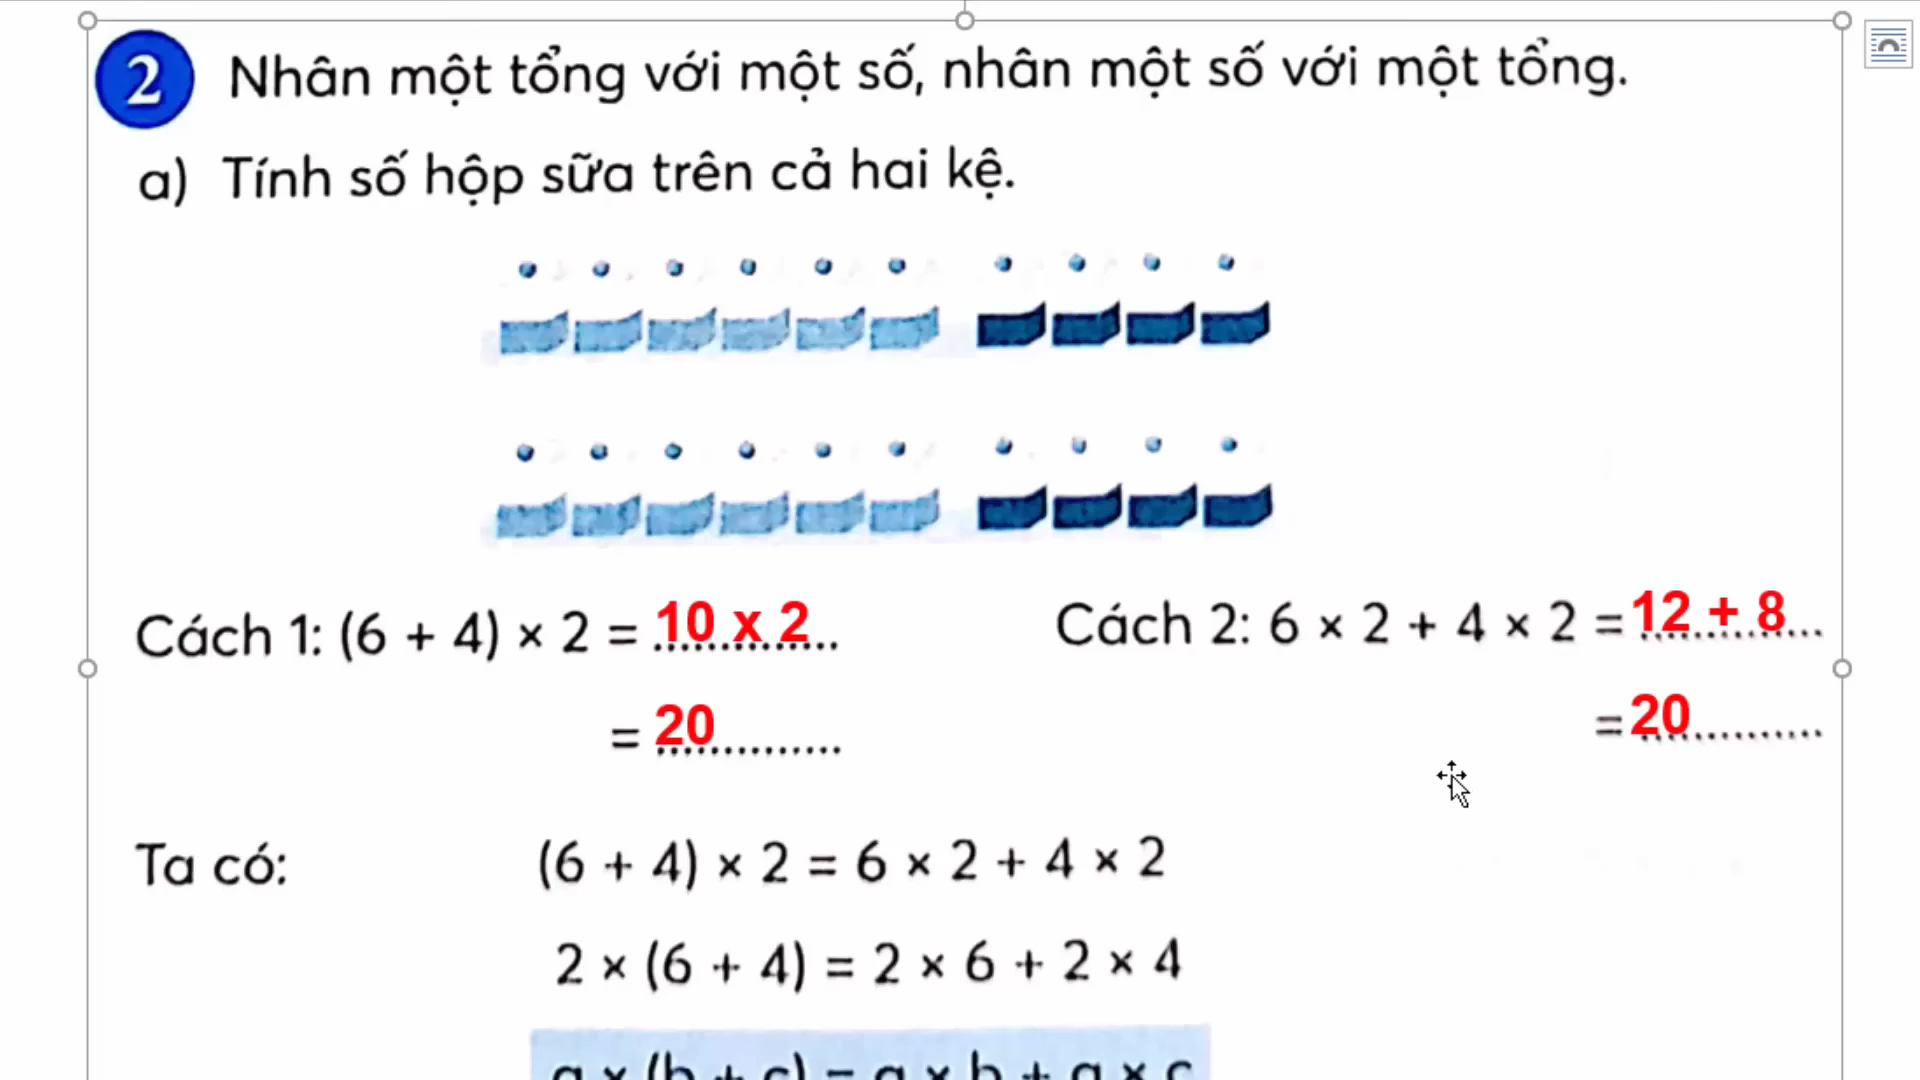 2 Nhân một tổng với một số, nhân một số với một tổng.
a) Tính số hộp sữa trên cả hai kệ.
Cách 1: (6 + 4) × 2 = 10 x 2
= 20
Cách 2: 6 × 2 + 4 × 2 = 12 + 8
= 20
Ta có: (6 + 4) × 2 = 6 × 2 + 4 × 2
2 × (6 + 4) = 2 × 6 + 2 × 4
a × (b + c) = a × b + a × c